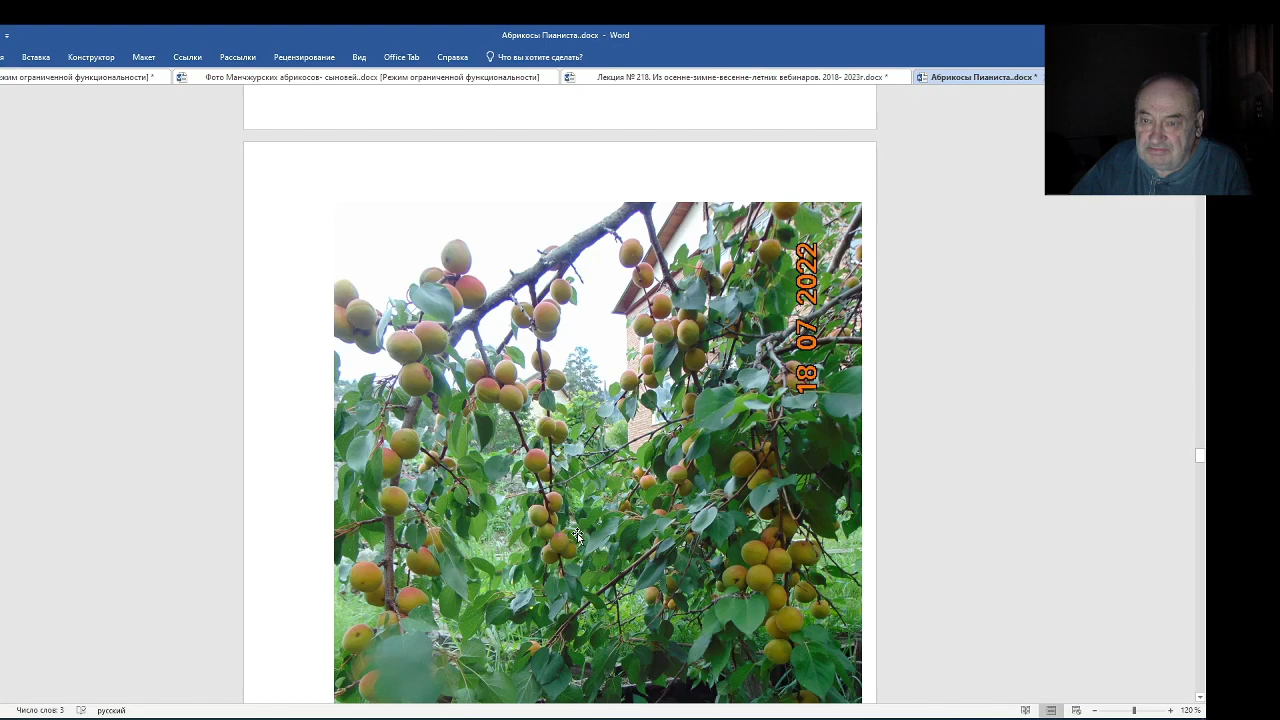 Абрикосы Пианиста..docx - Word
Вставка Конструктор Макет Ссылки Рассылки Рецензирование Вид Office Tab Справка Что вы хотите сделать?
жим ограниченной функциональности] * Фото Манчжурских абрикосов- сыновей..docx [Режим ограниченной функциональности] Лекция № 218. Из осенне-зимне-весенне-летних вебинаров. 2018- 2023г.docx * Абрикосы Пианиста..docx *
18 07 2022
Число слов: 3 русский 120 %